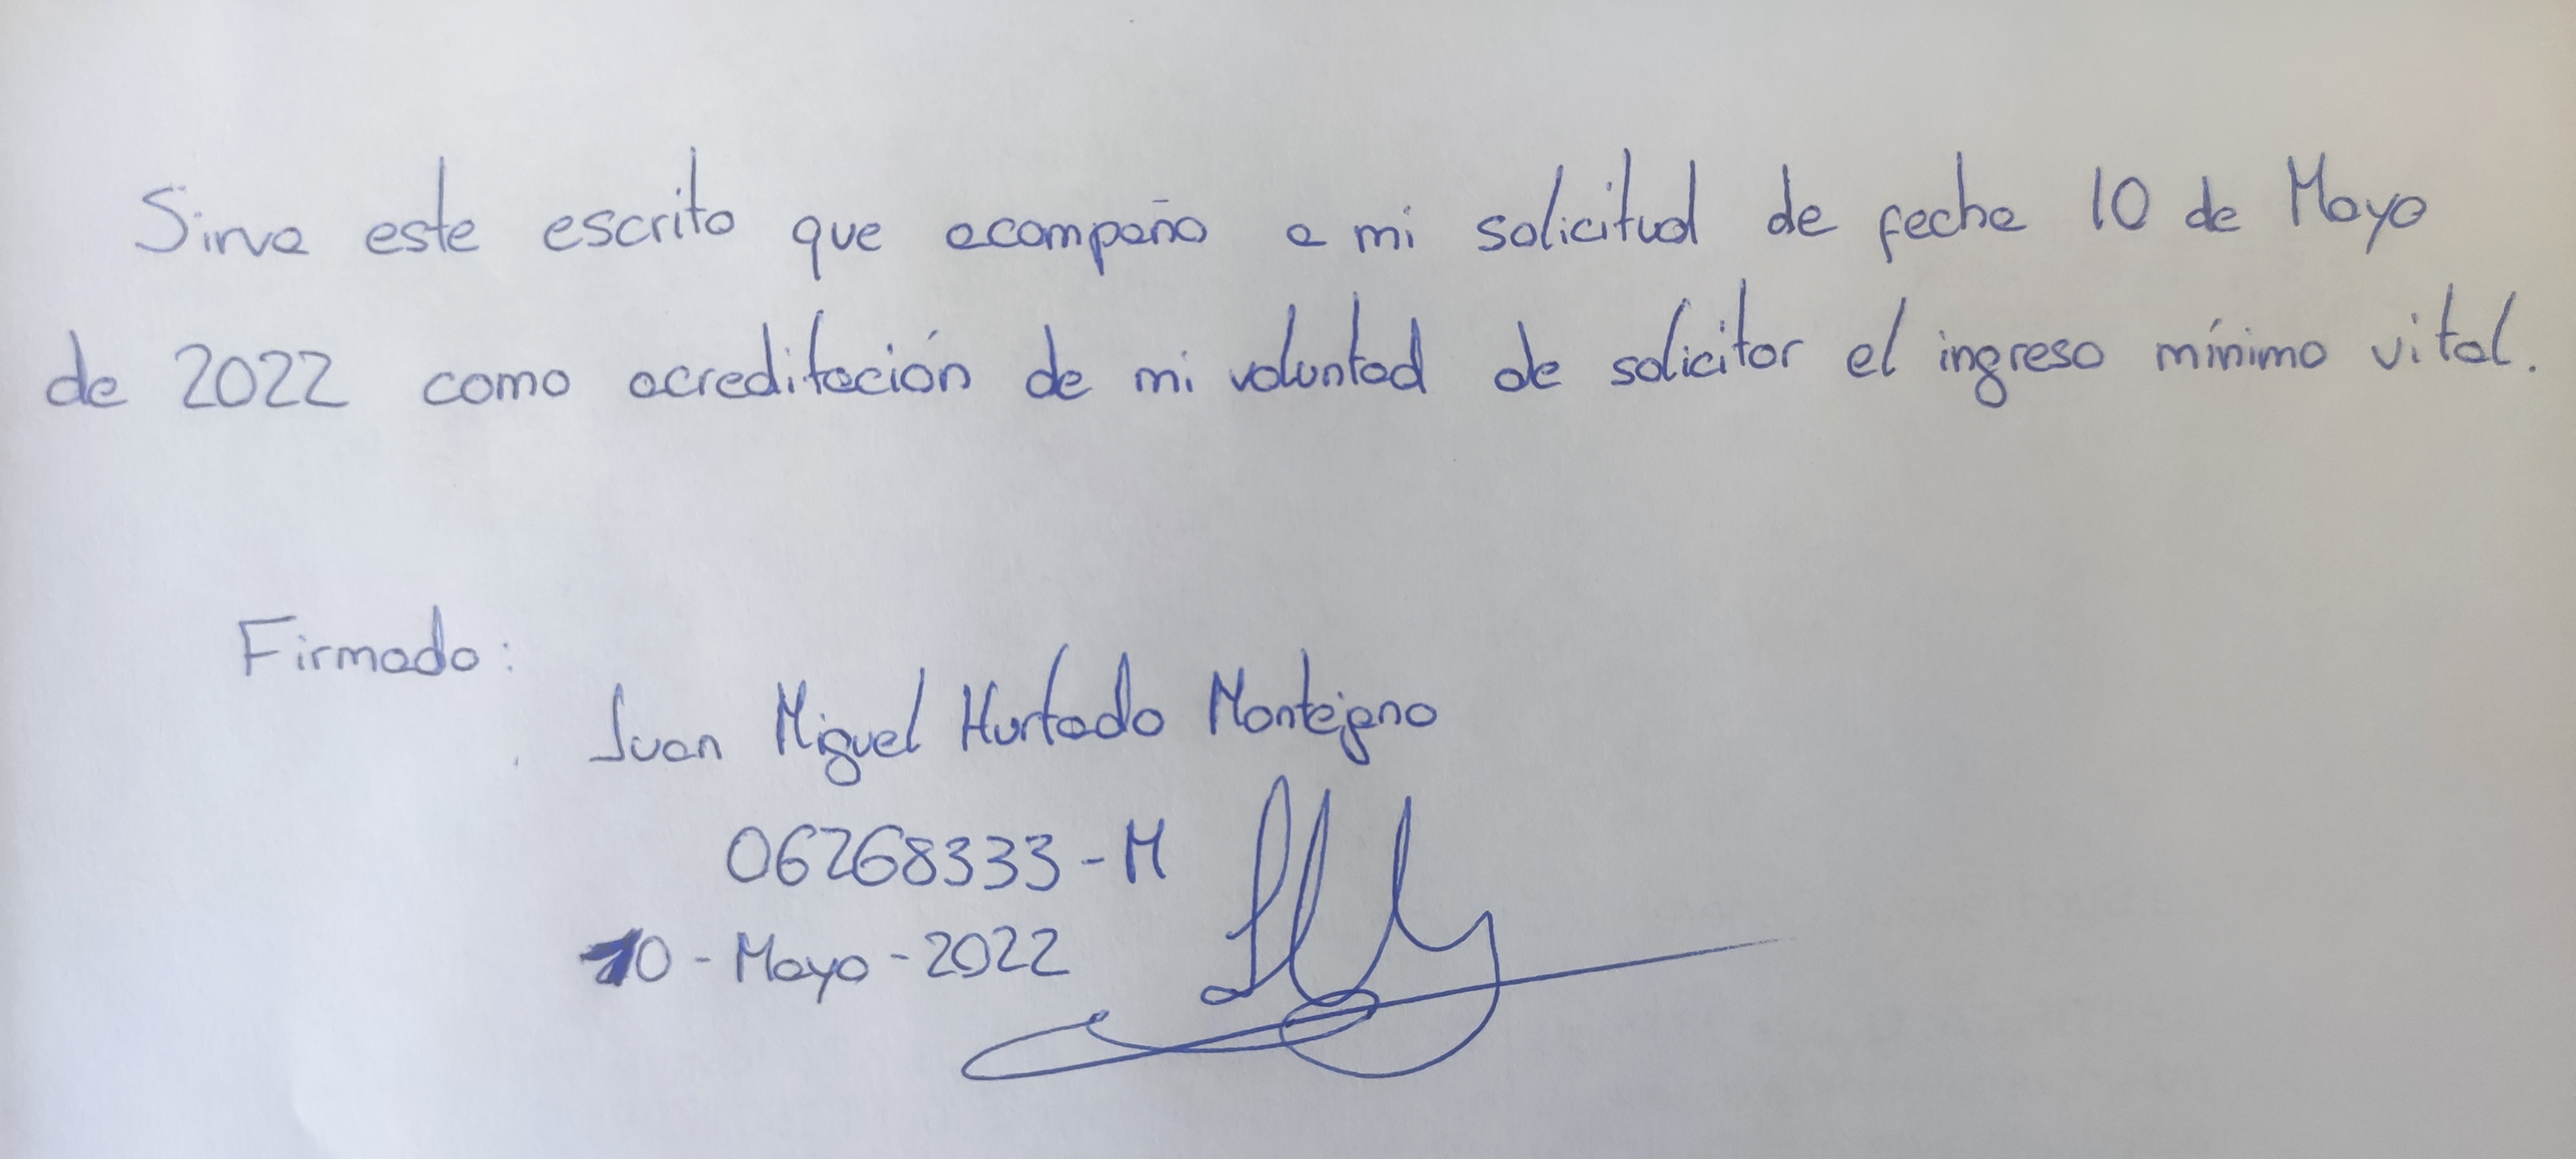 Sirva este escrito que acompaño a mi solicitud de fecha 10 de Mayo
de 2022 como acreditación de mi voluntad de solicitar el ingreso mínimo vital.
Firmado:
Juan Miguel Hurtado Montejano
06268333-M
10-Mayo-2022